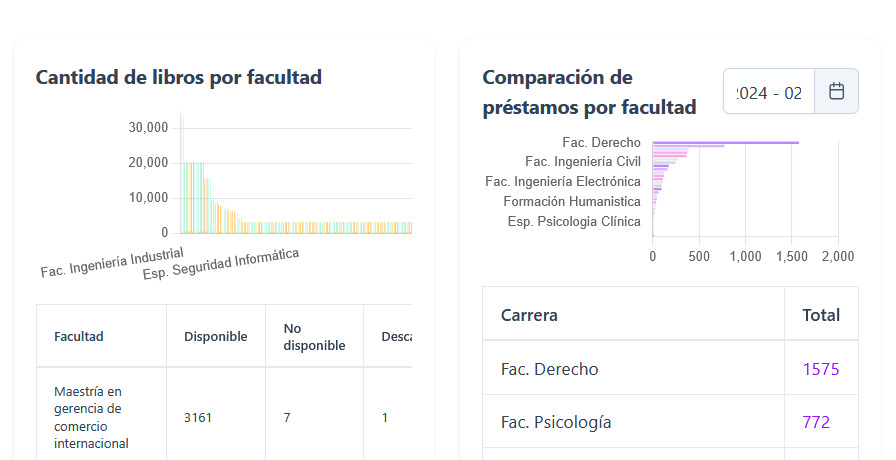 Cantidad de libros por facultad
30,000
20,000
10,000
0
Fac. Ingeniería Industrial
Esp. Seguridad Informática
Facultad
Disponible
No
disponible
Desca
Maestría en
gerencia de
comercio
internacional
3161
7
1
Comparación de
préstamos por facultad
2024 - 02
Fac. Derecho
Fac. Ingeniería Civil
Fac. Ingeniería Electrónica
Formación Humanistica
Esp. Psicologia Clínica
0
500
1,000
1,500
2,000
Carrera
Total
Fac. Derecho
1575
Fac. Psicología
772